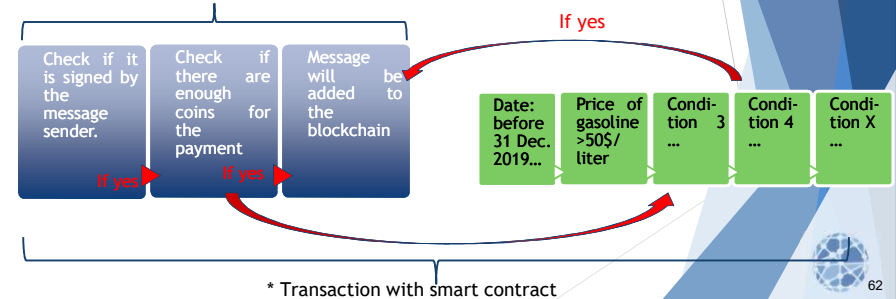 If yes
Check if it
is signed by
the
message
sender.
If yes
Check if
there are
enough
coins for
the
payment
If yes
Message
will be
added to
the
blockchain
Date:
before
31 Dec.
2019…
Price of
gasoline
>50$/
liter
Condi-
tion 3
…
Condi-
tion 4
…
Condi-
tion X
…
* Transaction with smart contract
62